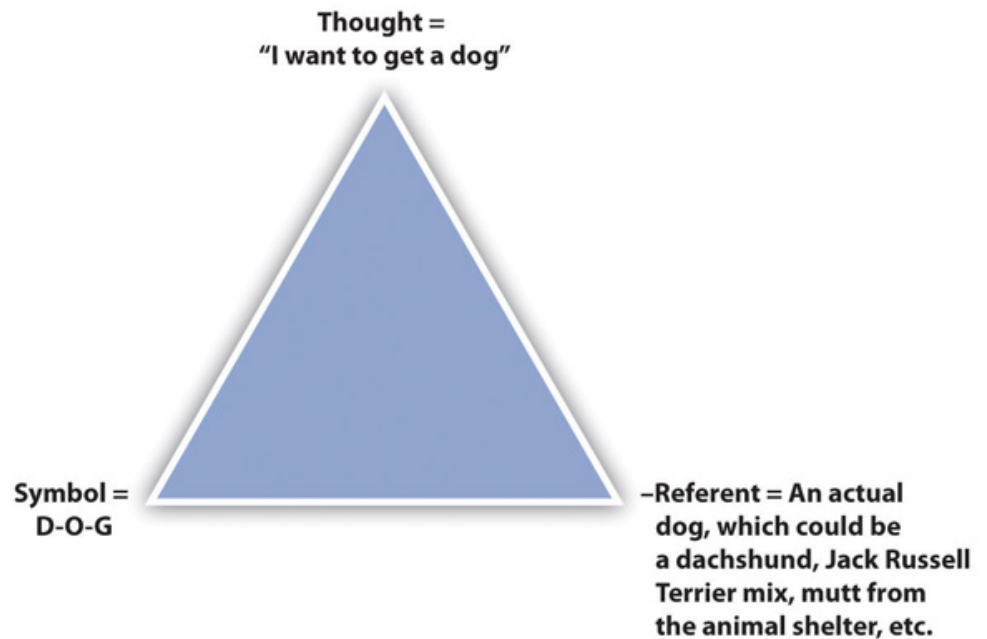 Thought =
“I want to get a dog”
Symbol =
D-O-G
–Referent = An actual
dog, which could be
a dachshund, Jack Russell
Terrier mix, mutt from
the animal shelter, etc.